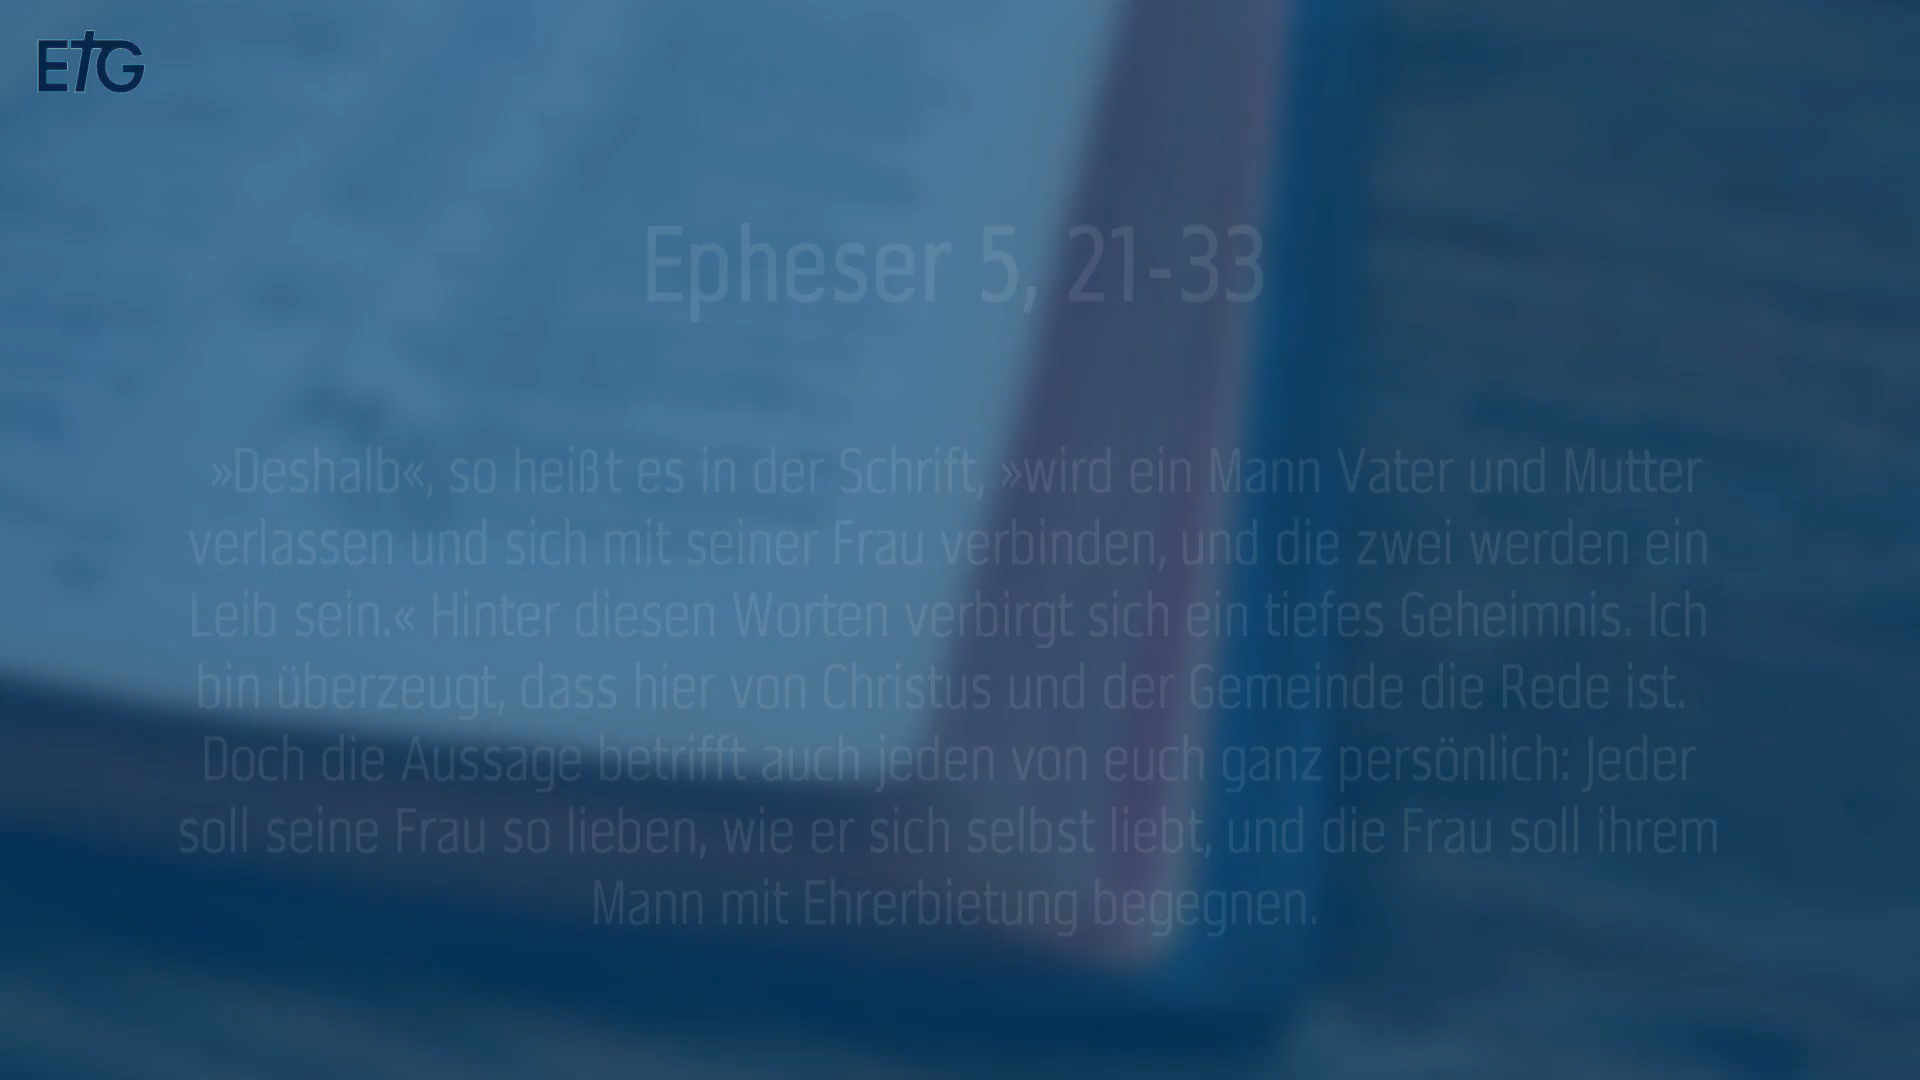 EtG
Epheser 5, 21-33
»Deshalb«, so heißt es in der Schrift, »wird ein Mann Vater und Mutter
verlassen und sich mit seiner Frau verbinden, und die zwei werden ein
Leib sein.« Hinter diesen Worten verbirgt sich ein tiefes Geheimnis. Ich
bin überzeugt, dass hier von Christus und der Gemeinde die Rede ist.
Doch die Aussage betrifft auch jeden von euch ganz persönlich: Jeder
soll seine Frau so lieben, wie er sich selbst liebt, und die Frau soll ihrem
Mann mit Ehrerbietung begegnen.